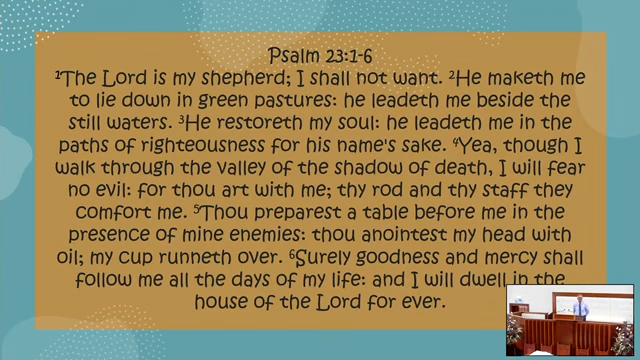 Psalm 23:1-6
¹The Lord is my shepherd; I shall not want. ²He maketh me
to lie down in green pastures: he leadeth me beside the
still waters. ³He restoreth my soul: he leadeth me in the
paths of righteousness for his name's sake. ⁴Yea, though I
walk through the valley of the shadow of death, I will fear
no evil: for thou art with me; thy rod and thy staff they
comfort me. ⁵Thou preparest a table before me in the
presence of mine enemies: thou anointest my head with
oil; my cup runneth over. ⁶Surely goodness and mercy shall
follow me all the days of my life: and I will dwell in the
house of the Lord for ever.